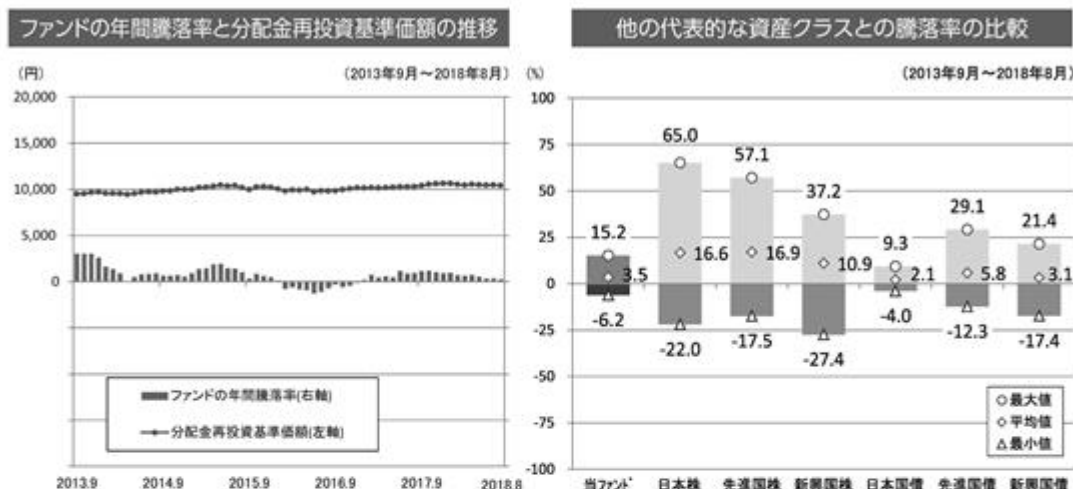 ファンドの年間騰落率と分配金再投資基準価額の推移
(円)
(2013年9月～2018年8月)
20,000
15,000
10,000
5,000
0
ファンドの年間騰落率(右軸)
分配金再投資基準価額(左軸)
2013.9
2014.9
2015.9
2016.9
2017.9
2018.8
他の代表的な資産クラスとの騰落率の比較
(%)
(2013年9月～2018年8月)
100
75
50
25
0
-25
-50
-75
-100
15.2
3.5
-6.2
65.0
16.6
-22.0
57.1
16.9
-17.5
37.2
10.9
-27.4
9.3
2.1
-4.0
29.1
5.8
-12.3
21.4
3.1
-17.4
最大値
平均値
最小値
当ファンド
日本株
先進国株
新興国株
日本国債
先進国債
新興国債